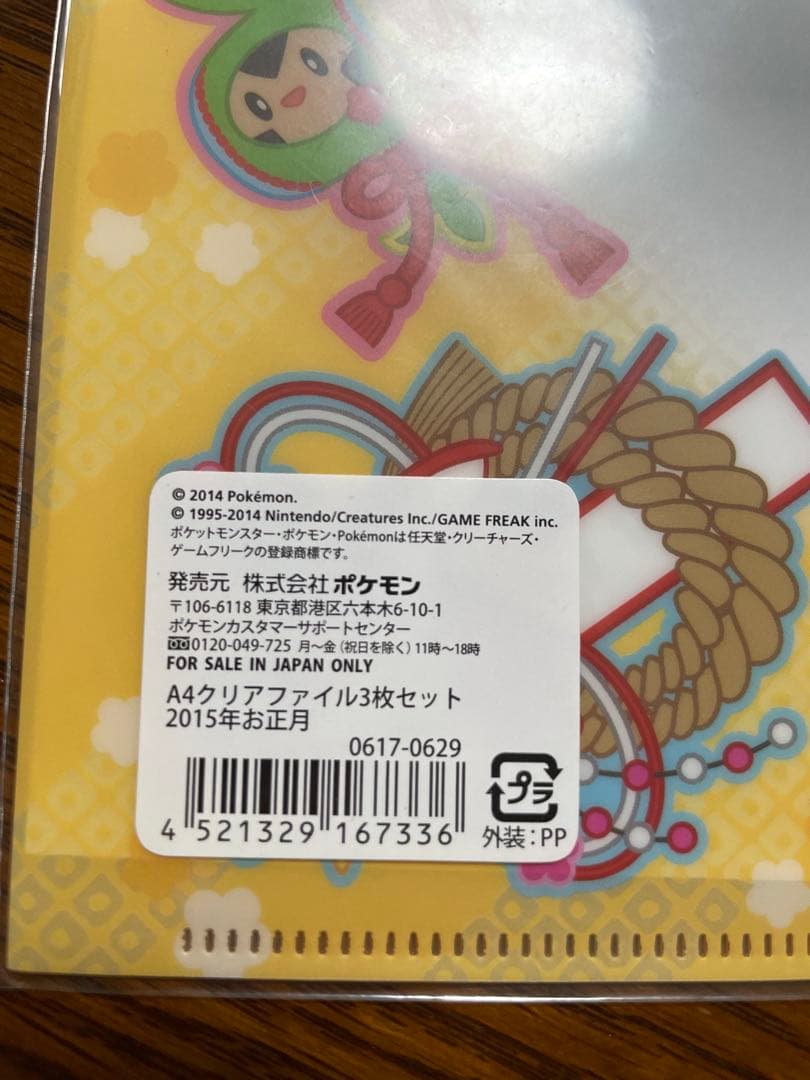 © 2014 Pokémon.
© 1995-2014 Nintendo/Creatures Inc./GAME FREAK inc.
ポケットモンスター・ポケモン・Pokémonは任天堂・クリーチャーズ・
ゲームフリークの登録商標です。
発売元 株式会社ポケモン
〒106-6118 東京都港区六本木6-10-1
ポケモンカスタマーサポートセンター
0120-049-725 月〜金(祝日を除く)11時〜18時
FOR SALE IN JAPAN ONLY
A4クリアファイル3枚セット
2015年お正月
0617-0629
4 521329 167336
プラ
外装：PP